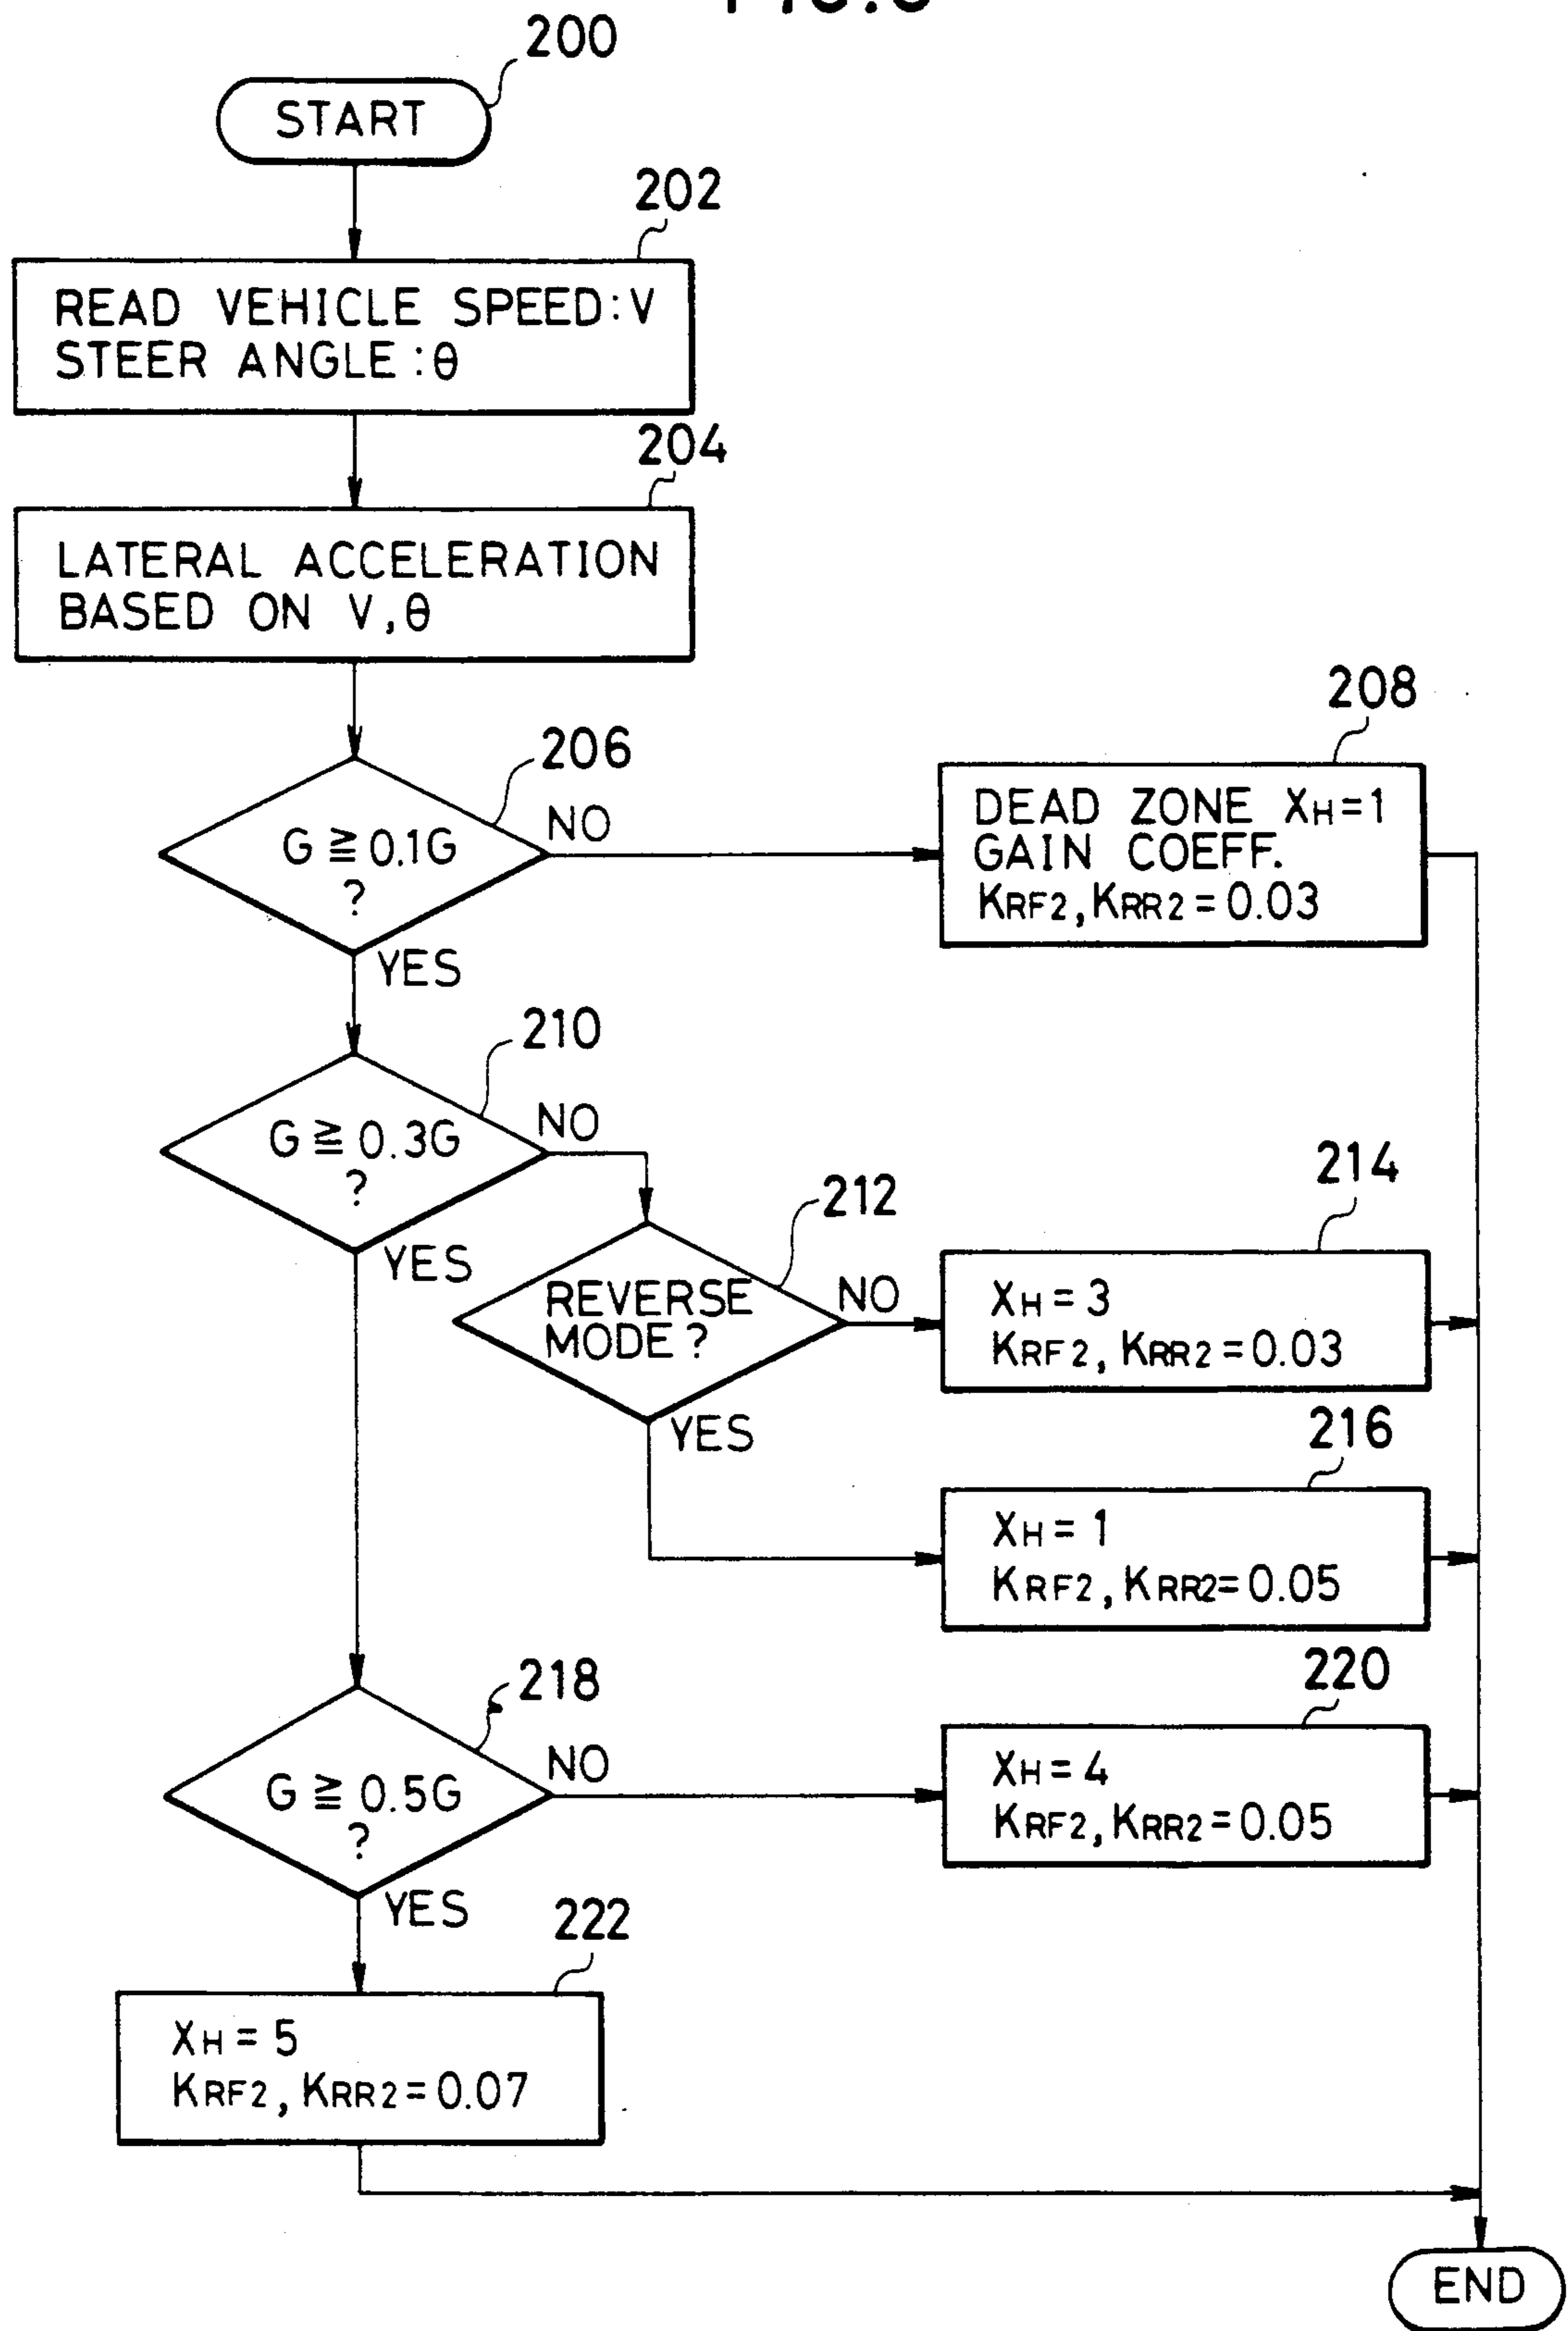 200
START
202
READ VEHICLE SPEED:V
STEER ANGLE:θ
204
LATERAL ACCELERATION
BASED ON V,θ
206
G ≧ 0.1G
?
NO
YES
208
DEAD ZONE XH=1
GAIN COEFF.
KRF2, KRR2=0.03
210
G ≧ 0.3G
?
NO
YES
212
REVERSE
MODE?
NO
YES
214
XH=3
KRF2, KRR2=0.03
216
XH=1
KRF2, KRR2=0.05
218
G ≧ 0.5G
?
NO
YES
220
XH=4
KRF2, KRR2=0.05
222
XH=5
KRF2, KRR2=0.07
END